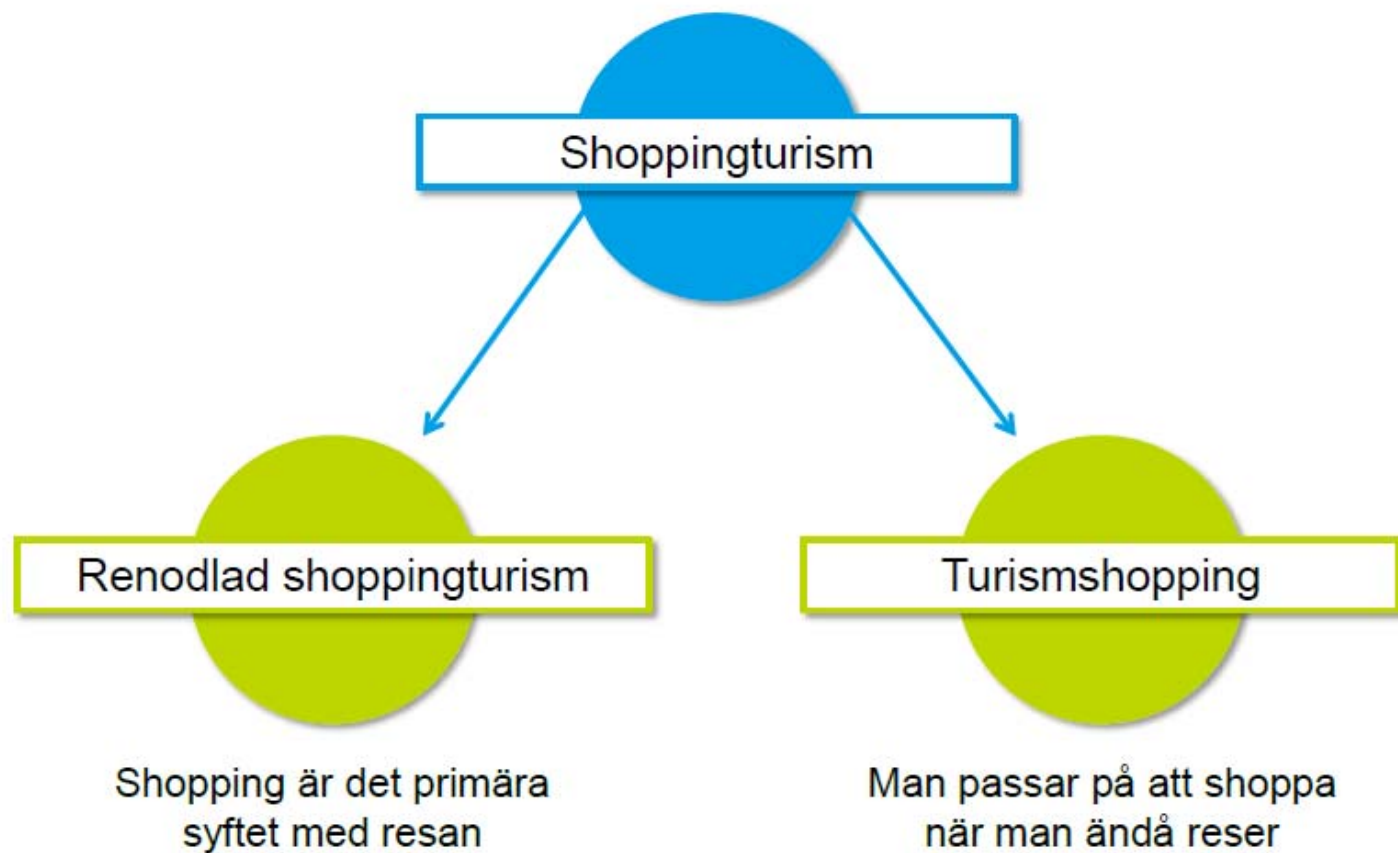 Shoppingturism
Renodlad shoppingturism
Turismshopping
Shopping är det primära
syftet med resan
Man passar på att shoppa
när man ändå reser